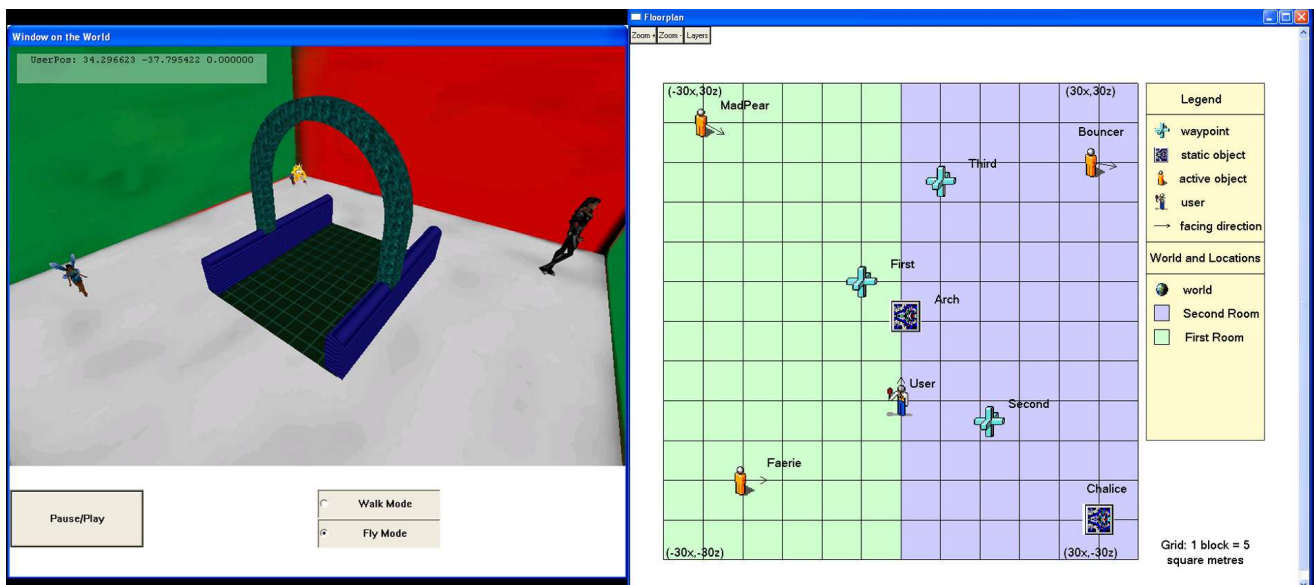 Window on the World
UserPos: 34.296623 -37.795422 0.000000
Pause/Play
Walk Mode
Fly Mode
Floorplan
Zoom + Zoom - Layers
(-30x,30z)
(30x,30z)
MadPear
Bouncer
Third
First
Arch
User
Second
Faerie
Chalice
(-30x,-30z)
(30x,-30z)
Legend
waypoint
static object
active object
user
facing direction
World and Locations
world
Second Room
First Room
Grid: 1 block = 5
square metres